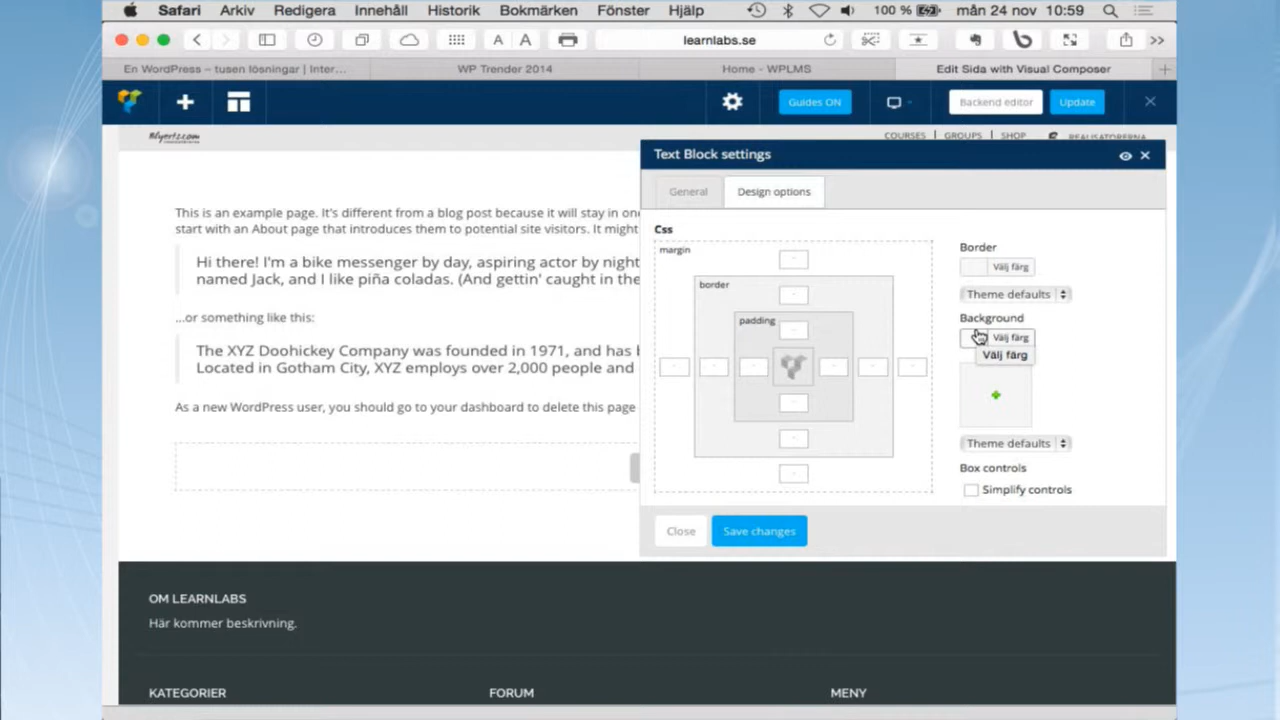 Safari Arkiv Redigera Innehåll Historik Bokmärken Fönster Hjälp 100 % mån 24 nov 10:59
A A learnlabs.se
En WordPress – tusen lösningar | Inter... WP Trender 2014 Home - WPLMS Edit Sida with Visual Composer
Guides ON Backend editor Update
COURSES GROUPS SHOP
Text Block settings
General Design options
This is an example page. It's different from a blog post because it will stay in one
start with an About page that introduces them to potential site visitors. It might
Hi there! I'm a bike messenger by day, aspiring actor by night
named Jack, and I like piña coladas. (And gettin' caught in the
...or something like this:
The XYZ Doohickey Company was founded in 1971, and has
Located in Gotham City, XYZ employs over 2,000 people and
As a new WordPress user, you should go to your dashboard to delete this page
Css
margin
border
padding
Border
Välj färg
Theme defaults
Background
Välj färg
Välj färg
Theme defaults
Box controls
Simplify controls
Close Save changes
OM LEARNLABS
Här kommer beskrivning.
KATEGORIER FORUM MENY